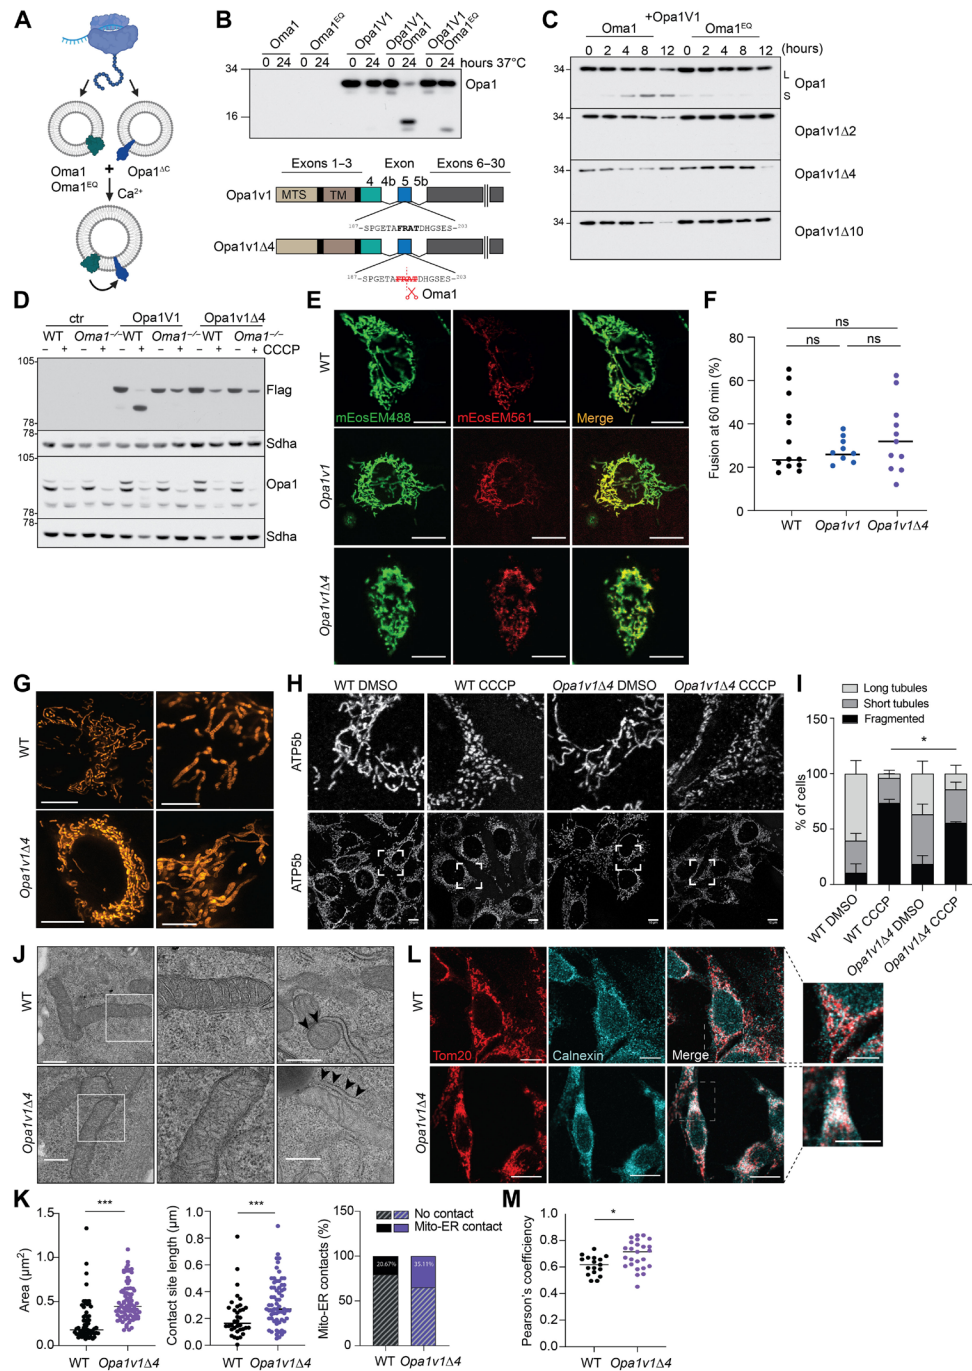 A
Oma1
Oma1EQ
+
Opa1ΔC
Ca2+
B
Oma1
Oma1EQ
Opa1V1
Opa1V1
Oma1
Opa1V1
Oma1EQ
0 24 0 24 0 24 0 24 0 24 hours 37°C
34
Opa1
16
Exons 1–3 Exon Exons 6–30
4 4b 5 5b
Opa1v1
MTS TM
187–SPGETAFRATDHGSES–203
Opa1v1Δ4
187–SPGETAFRATDHGSES–203
Oma1
C
+Opa1V1
Oma1 Oma1EQ
0 2 4 8 12 0 2 4 8 12 (hours)
34
L
Opa1
S
34
Opa1v1Δ2
34
Opa1v1Δ4
34
Opa1v1Δ10
D
ctr Opa1V1 Opa1v1Δ4
WT Oma1–/– WT Oma1–/– WT Oma1–/–
– + – + – + – + – + – + CCCP
105
Flag
78
78
Sdha
105
Opa1
78
78
Sdha
E
WT
mEosEM488 mEosEM561 Merge
Opa1v1
Opa1v1Δ4
F
ns
ns ns
Fusion at 60 min (%)
80
60
40
20
0
WT Opa1v1 Opa1v1Δ4
G
WT
Opa1v1Δ4
H
WT DMSO WT CCCP Opa1v1Δ4 DMSO Opa1v1Δ4 CCCP
ATP5b
ATP5b
I
Long tubules
Short tubules
Fragmented
% of cells
150
100
50
0
*
WT DMSO
WT CCCP
Opa1v1Δ4 DMSO
Opa1v1Δ4 CCCP
J
WT
Opa1v1Δ4
L
WT
Tom20 Calnexin Merge
Opa1v1Δ4
K
***
Area (μm2)
1.5
1.0
0.5
0.0
WT Opa1v1Δ4
***
Contact site length (μm)
1.0
0.8
0.6
0.4
0.2
0.0
WT Opa1v1Δ4
No contact
Mito-ER contact
Mito-ER contacts (%)
150
100
50
0
20.67% 35.11%
WT Opa1v1Δ4
M
*
Pearson's coefficiency
1.0
0.8
0.6
0.4
0.2
0.0
WT Opa1v1Δ4